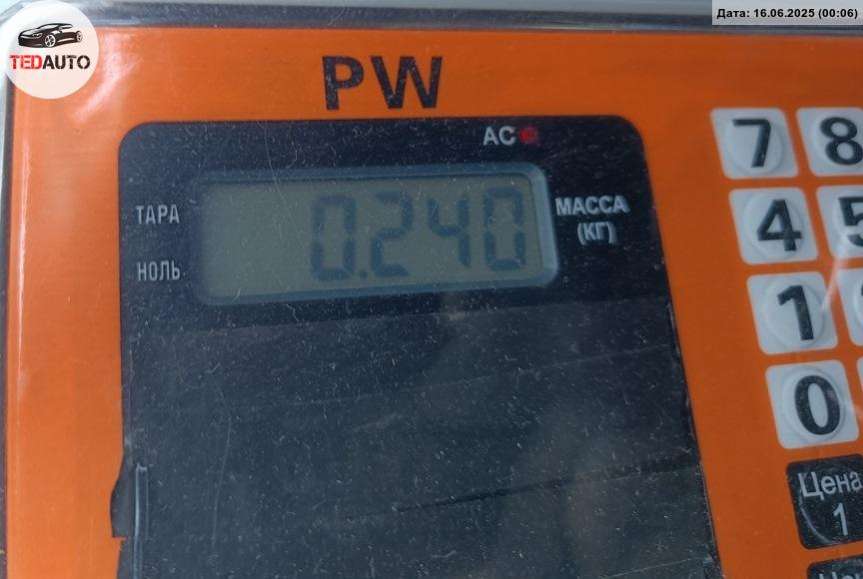 Дата: 16.06.2025 (00:06)
TEDAUTO
PW
AC
ТАРА
0.240
МАССА
(КГ)
НОЛЬ
7 8
4 5
1
0
Цена
1